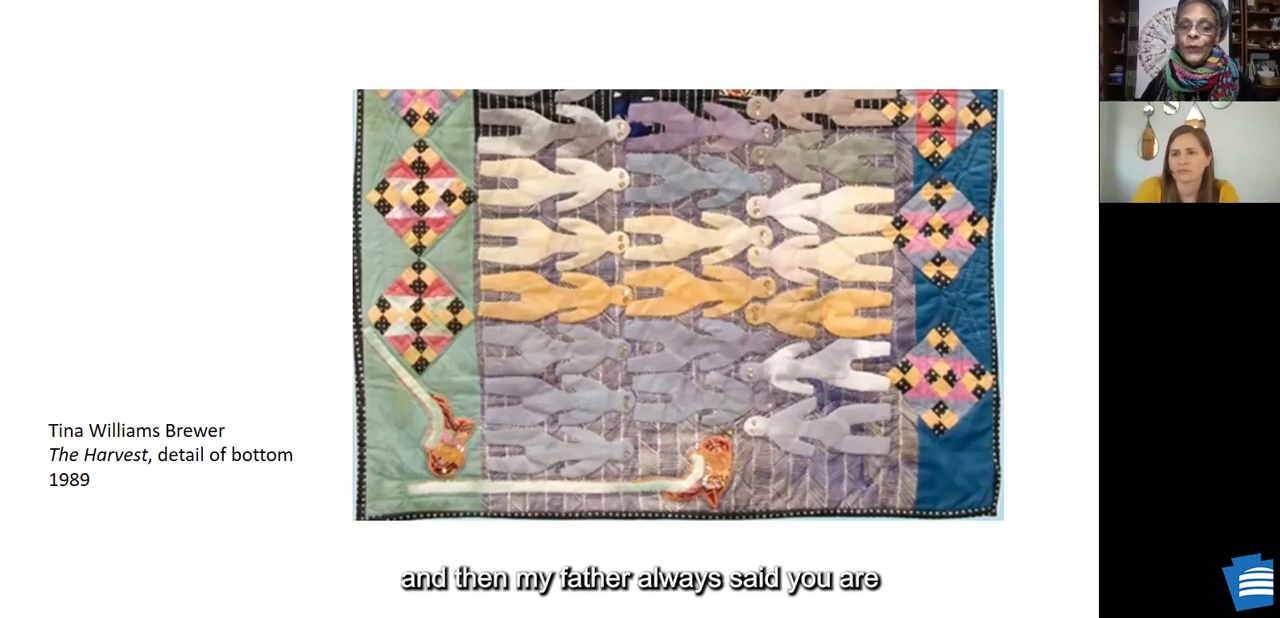 Tina Williams Brewer
The Harvest, detail of bottom
1989
and then my father always said you are